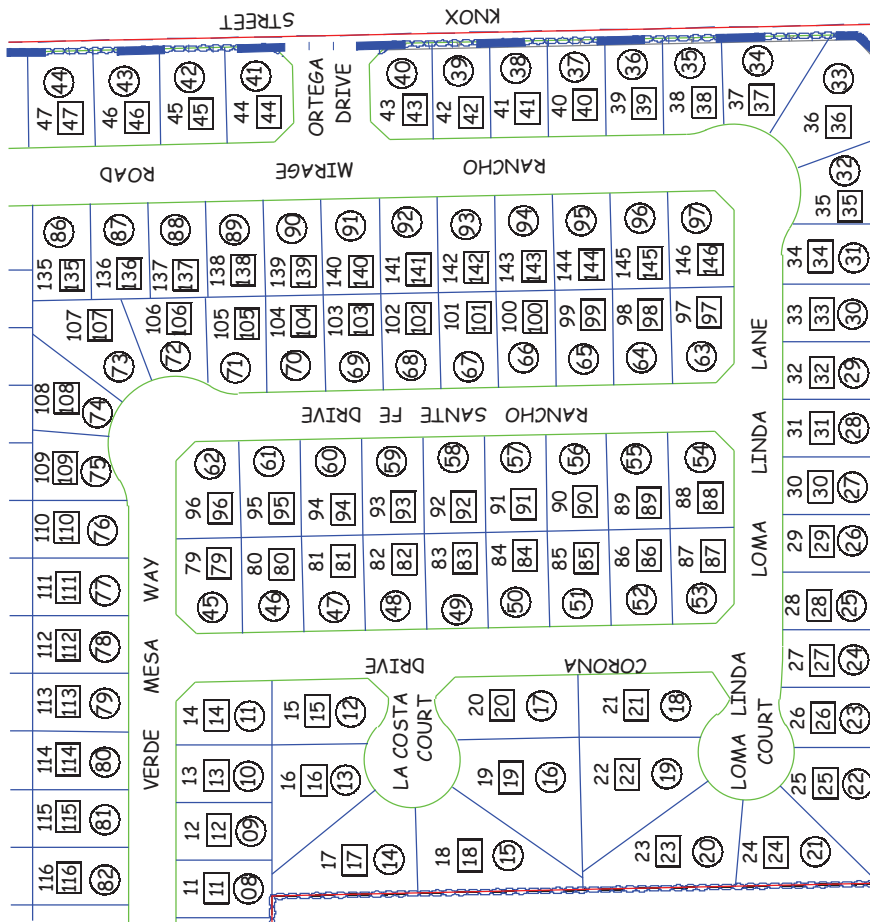 KNOX STREET
ORTEGA
DRIVE
RANCHO MIRAGE ROAD
RANCHO SANTE FE DRIVE
CORONA DRIVE
VERDE MESA WAY
LOMA LINDA LANE
LA COSTA
COURT
LOMA LINDA
COURT
47 47 44
46 46 43
45 45 42
44 44 41
43 43 40
42 42 39
41 41 38
40 40 37
39 39 36
38 38 35
37 37 34
36 36 33
35 35 32
34 34 31
33 33 30
32 32 29
31 31 28
30 30 27
29 29 26
28 28 25
27 27 24
26 26 23
25 25 22
24 24 21
23 23 20
22 22 19
21 21 18
20 20 17
19 19 16
18 18 15
17 17 14
16 16 13
15 15 12
14 14 11
13 13 10
12 12 09
11 11 08
135 135 86
136 136 87
137 137 88
138 138 89
139 139 90
140 140 91
141 141 92
142 142 93
143 143 94
144 144 95
145 145 96
146 146 97
107 107 73
106 106 72
105 105 71
104 104 70
103 103 69
102 102 68
101 101 67
100 100 66
99 99 65
98 98 64
97 97 63
96 96 62
95 95 61
94 94 60
93 93 59
92 92 58
91 91 57
90 90 56
89 89 55
88 88 54
79 79 45
80 80 46
81 81 47
82 82 48
83 83 49
84 84 50
85 85 51
86 86 52
87 87 53
108 108 74
109 109 75
110 110 76
111 111 77
112 112 78
113 113 79
114 114 80
115 115 81
116 116 82